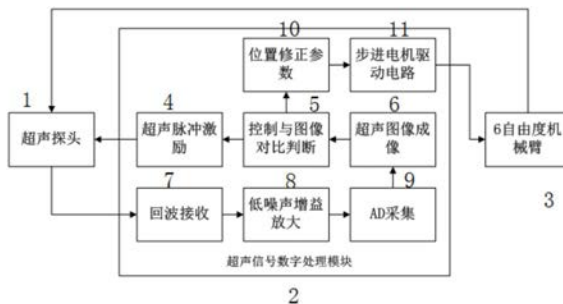 10
11
位置修正参
数
步进电机驱
动电路
1
4
5
6
超声探头
超声脉冲激
励
控制与图像
对比判断
超声图像成
像
6自由度机
械臂
7
8
9
3
回波接收
低噪声增益
放大
AD采集
超声信号数字处理模块
2